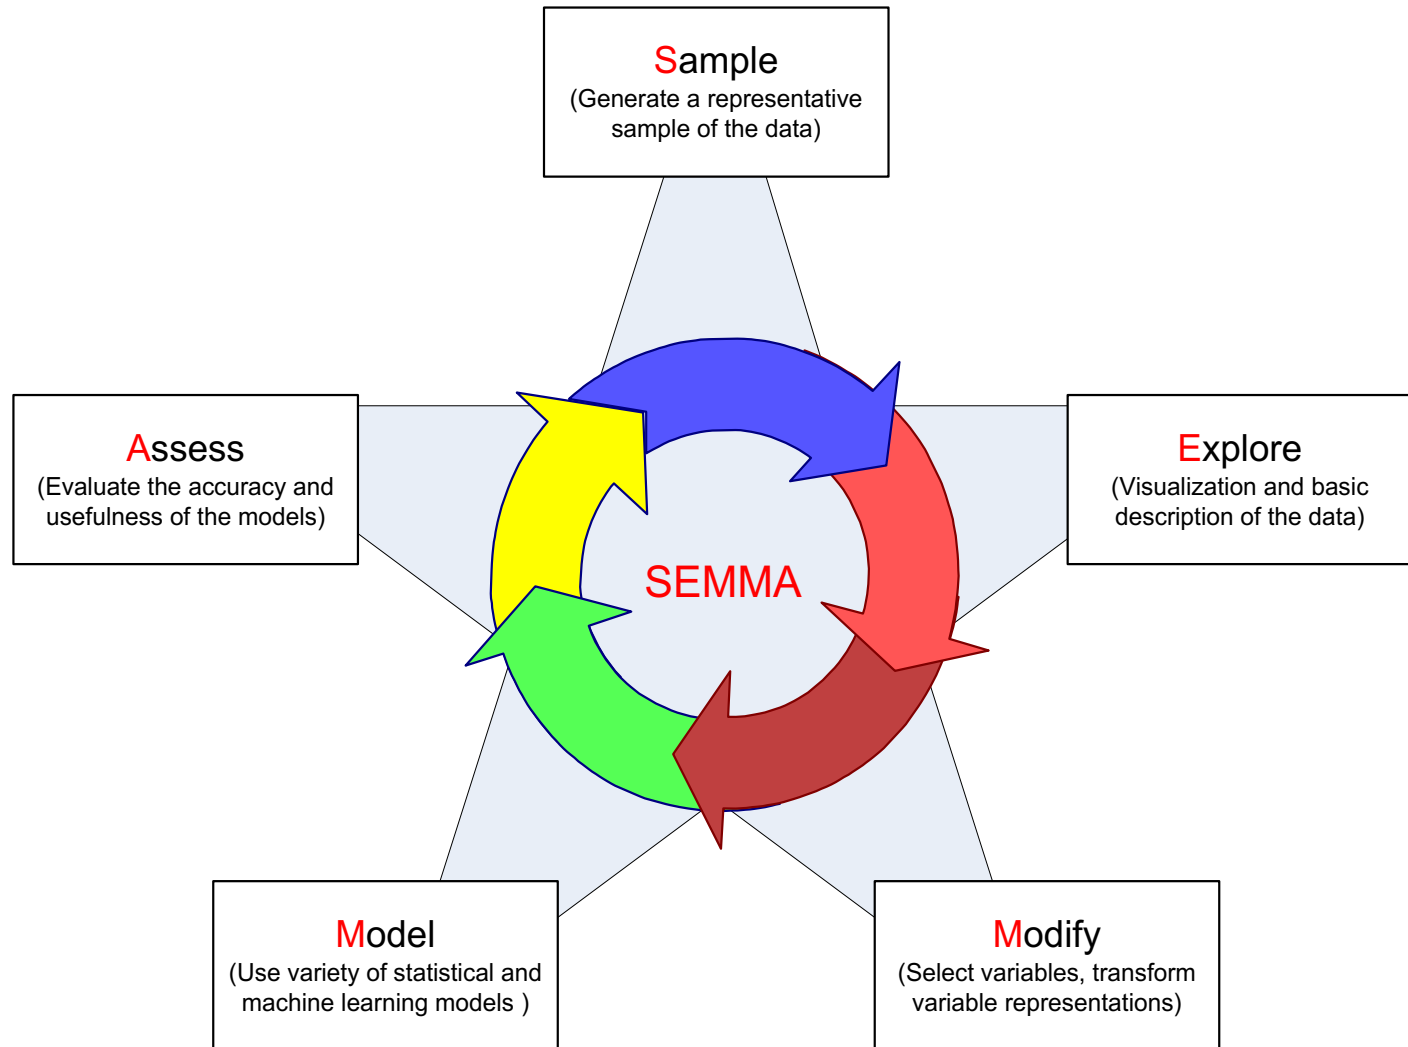 Sample
(Generate a representative
sample of the data)
Assess
(Evaluate the accuracy and
usefulness of the models)
Explore
(Visualization and basic
description of the data)
SEMMA
Model
(Use variety of statistical and
machine learning models )
Modify
(Select variables, transform
variable representations)